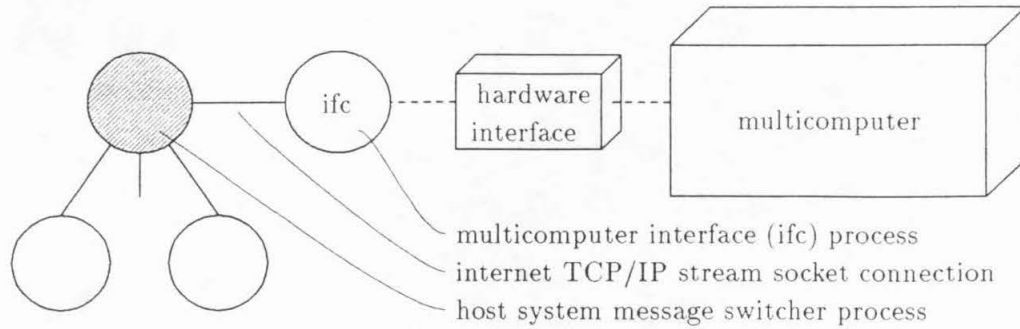 ifc
hardware
interface
multicomputer
multicomputer interface (ifc) process
internet TCP/IP stream socket connection
host system message switcher process